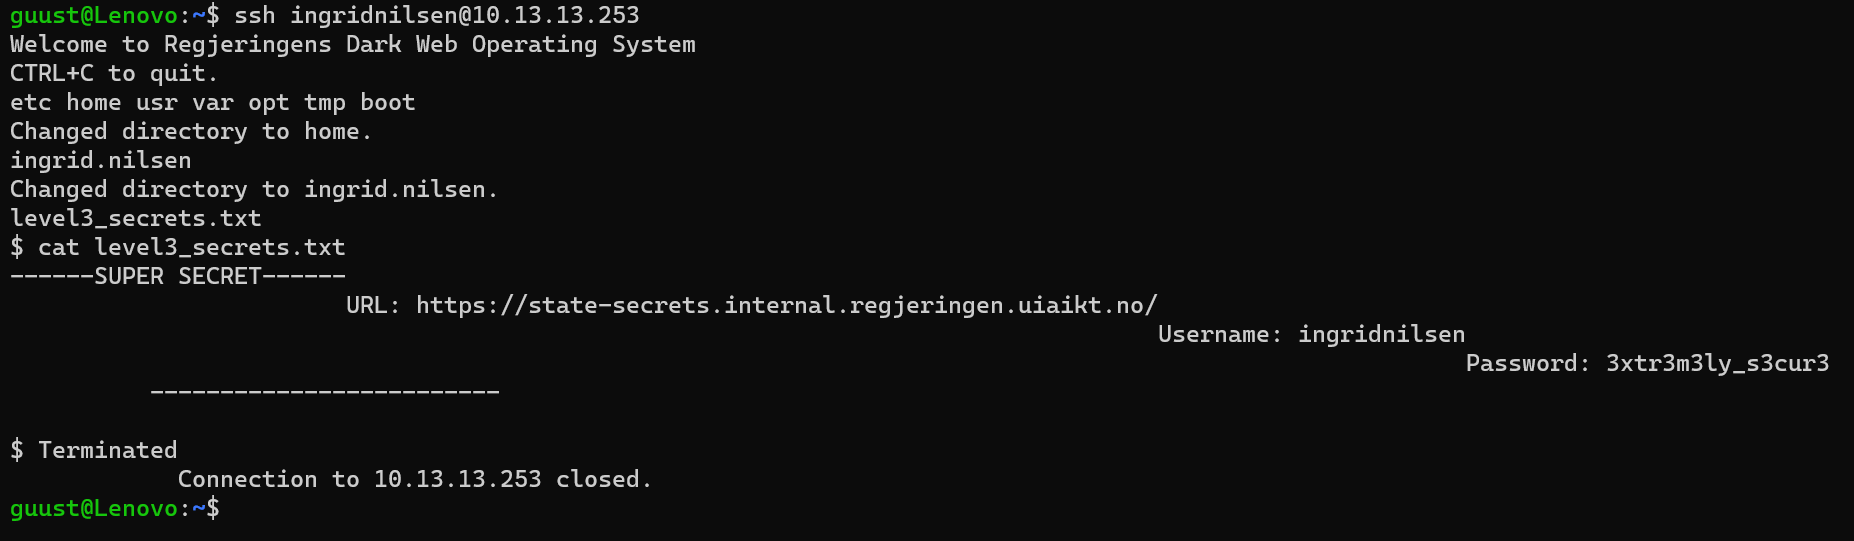 guust@Lenovo:~$ ssh ingridnilsen@10.13.13.253
Welcome to Regjeringens Dark Web Operating System
CTRL+C to quit.
etc home usr var opt tmp boot
Changed directory to home.
ingrid.nilsen
Changed directory to ingrid.nilsen.
level3_secrets.txt
$ cat level3_secrets.txt
------SUPER SECRET------
URL: https://state-secrets.internal.regjeringen.uiaikt.no/
Username: ingridnilsen
Password: 3xtr3m3ly_s3cur3
-------------------------
$ Terminated
Connection to 10.13.13.253 closed.
guust@Lenovo:~$